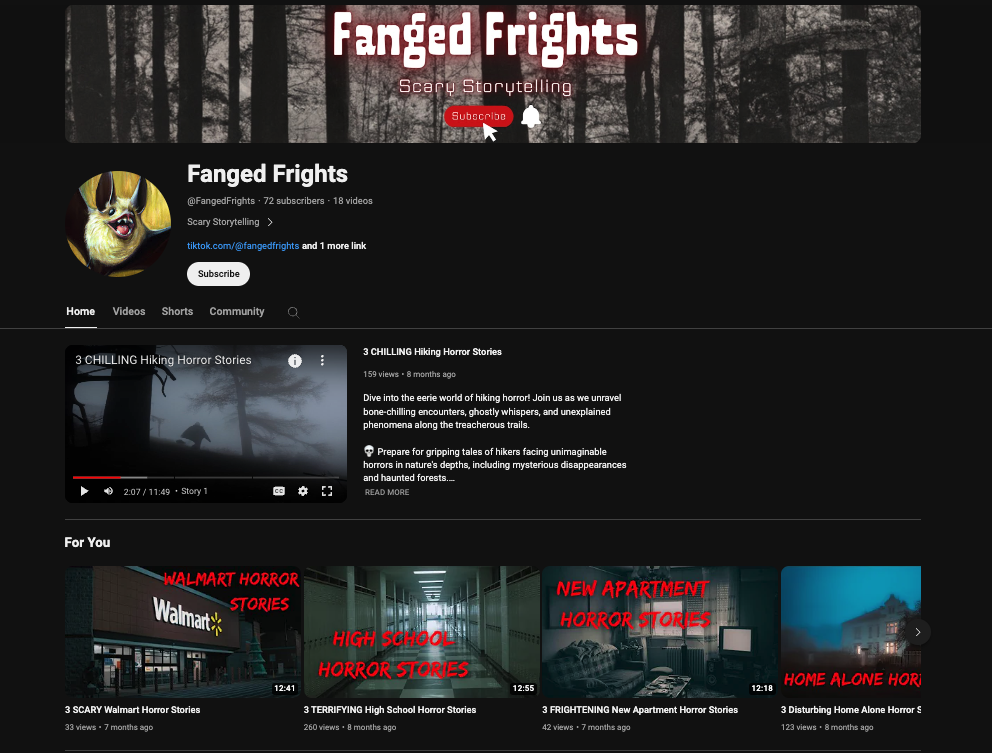 Fanged Frights
Scary Storytelling
Subscribe
Fanged Frights
@FangedFrights · 72 subscribers · 18 videos
Scary Storytelling
tiktok.com/@fangedfrights and 1 more link
Subscribe
Home Videos Shorts Community
3 CHILLING Hiking Horror Stories
2:07 / 11:49 • Story 1
CC
3 CHILLING Hiking Horror Stories
159 views • 8 months ago
Dive into the eerie world of hiking horror! Join us as we unravel
bone-chilling encounters, ghostly whispers, and unexplained
phenomena along the treacherous trails.
💀 Prepare for gripping tales of hikers facing unimaginable
horrors in nature's depths, including mysterious disappearances
and haunted forests....
READ MORE
For You
WALMART HORROR
STORIES
Walmart
12:41
3 SCARY Walmart Horror Stories
33 views • 7 months ago
HIGH SCHOOL
HORROR STORIES
12:55
3 TERRIFYING High School Horror Stories
260 views • 8 months ago
NEW APARTMENT
HORROR STORIES
12:18
3 FRIGHTENING New Apartment Horror Stories
42 views • 7 months ago
HOME ALONE HOR
3 Disturbing Home Alone Horror S
123 views • 8 months ago